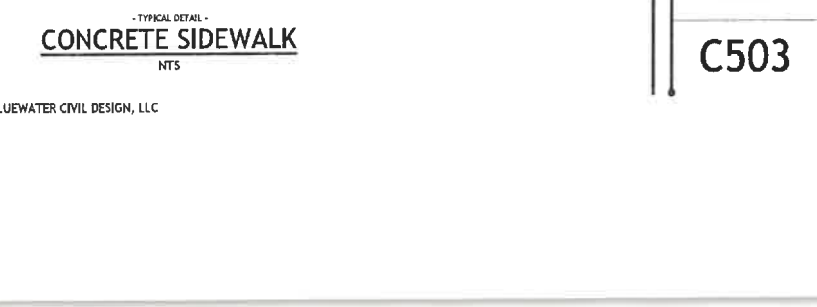 - TYPICAL DETAIL -
CONCRETE SIDEWALK
NTS
C503
LUEWATER CIVIL DESIGN, LLC